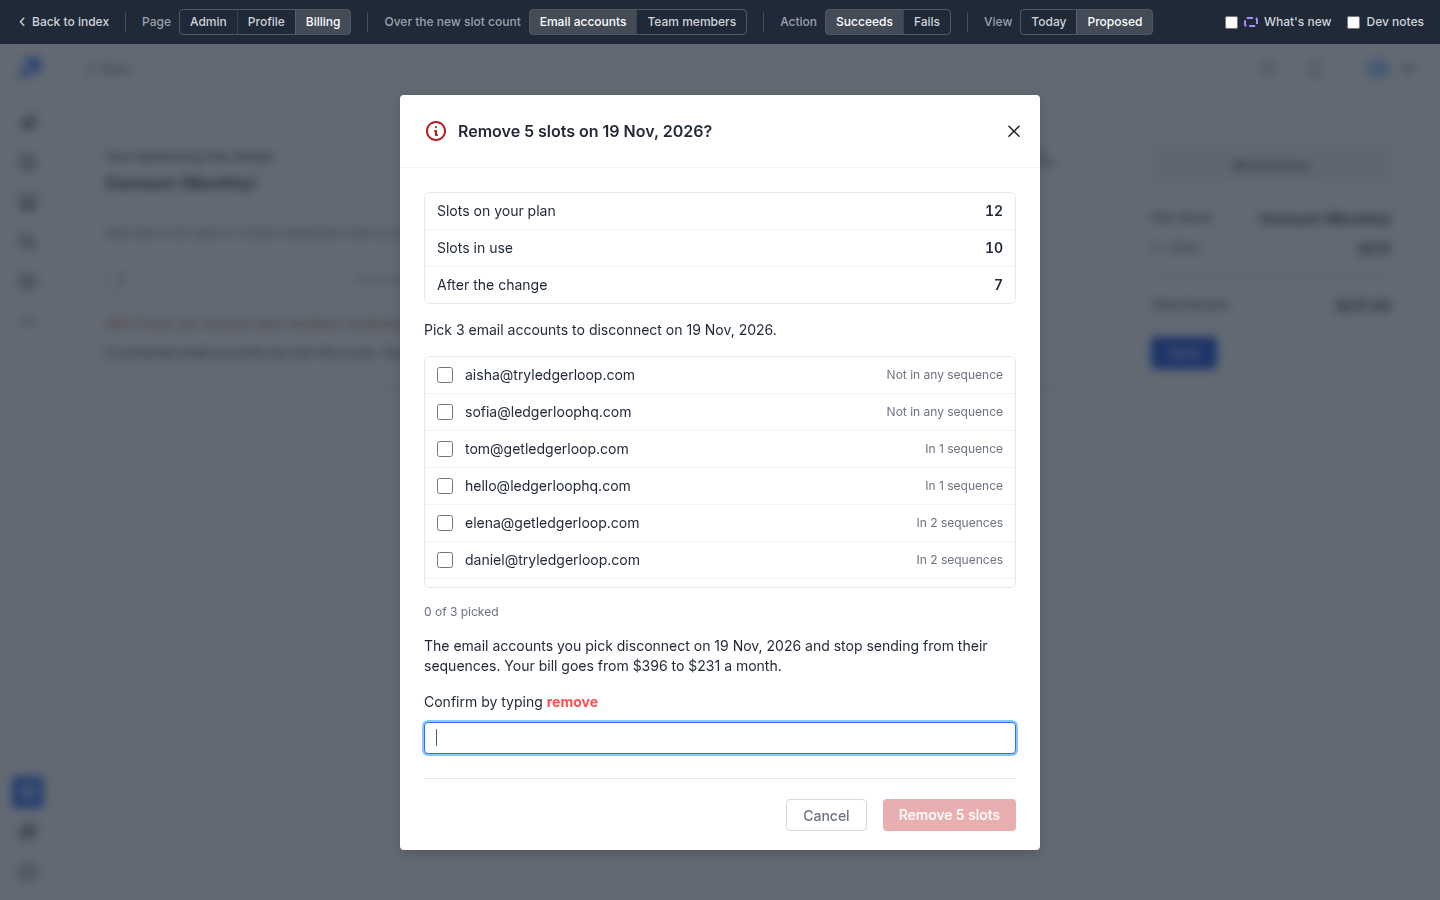 Back to index
Page
Admin
Profile
Billing
Over the new slot count
Email accounts
Team members
Action
Succeeds
Fails
View
Today
Proposed
What's new
Dev notes
Remove 5 slots on 19 Nov, 2026?
Slots on your plan 12
Slots in use 10
After the change 7
Pick 3 email accounts to disconnect on 19 Nov, 2026.
aisha@tryledgerloop.com Not in any sequence
sofia@ledgerloophq.com Not in any sequence
tom@getledgerloop.com In 1 sequence
hello@ledgerloophq.com In 1 sequence
elena@getledgerloop.com In 2 sequences
daniel@tryledgerloop.com In 2 sequences
0 of 3 picked
The email accounts you pick disconnect on 19 Nov, 2026 and stop sending from their
sequences. Your bill goes from $396 to $231 a month.
Confirm by typing remove
Cancel
Remove 5 slots